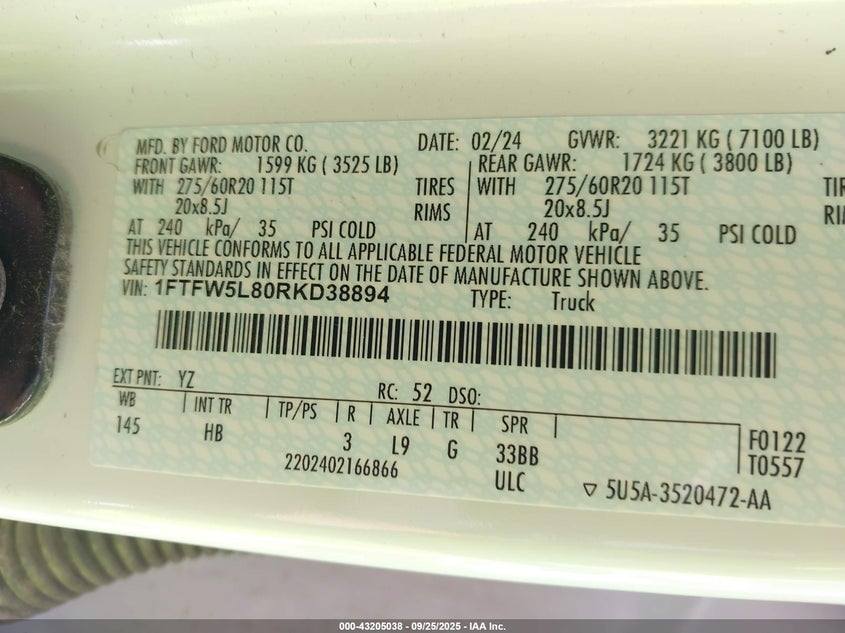 MFD. BY FORD MOTOR CO. DATE: 02/24 GVWR: 3221 KG ( 7100 LB)
FRONT GAWR: 1599 KG ( 3525 LB) REAR GAWR: 1724 KG ( 3800 LB)
WITH 275/60R20 115T TIRES WITH 275/60R20 115T
20x8.5J RIMS 20x8.5J
AT 240 kPa/ 35 PSI COLD AT 240 kPa/ 35 PSI COLD
THIS VEHICLE CONFORMS TO ALL APPLICABLE FEDERAL MOTOR VEHICLE
SAFETY STANDARDS IN EFFECT ON THE DATE OF MANUFACTURE SHOWN ABOVE.
VIN: 1FTFW5L80RKD38894 TYPE: Truck
EXT PNT: YZ RC: 52 DSO:
WB INT TR TP/PS R AXLE TR SPR
145 HB 3 L9 G 33BB
F0122
T0557
2202402166866 ULC
▽ 5U5A-3520472-AA
000-43205038 - 09/25/2025 - IAA Inc.